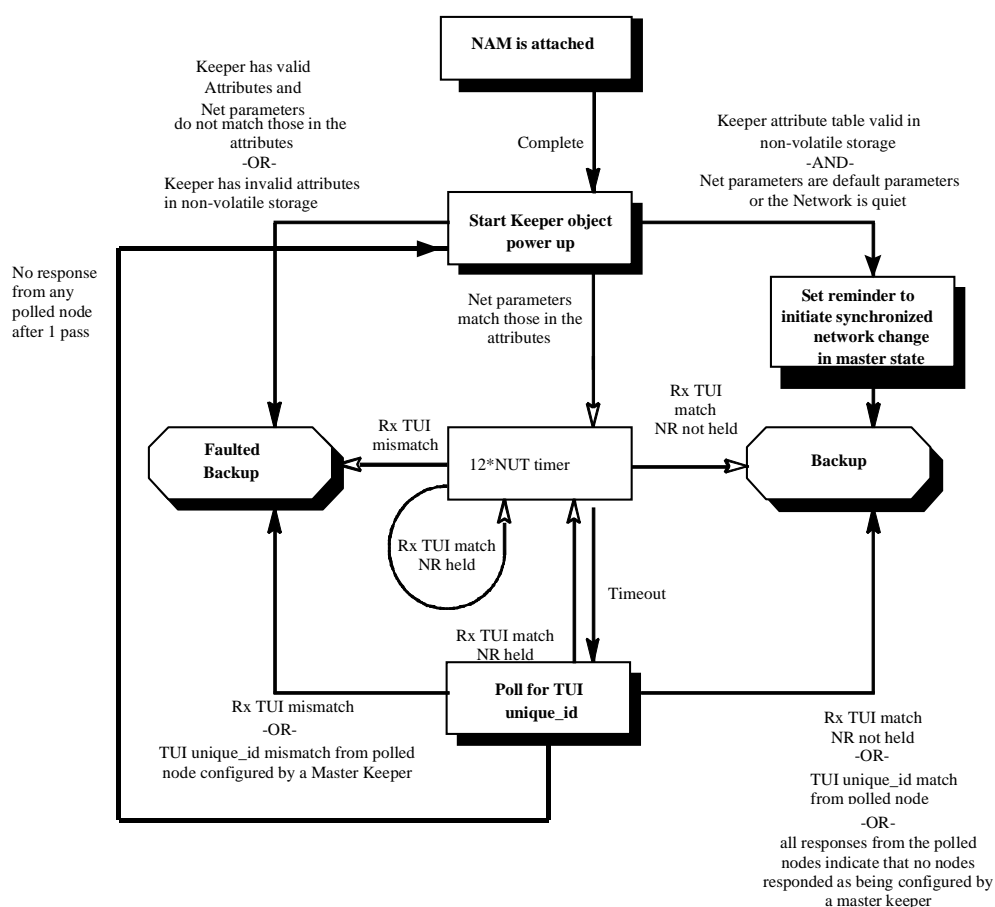 NAM is attached
Keeper has valid
Attributes and
Net parameters
do not match those in the
attributes
-OR-
Keeper has invalid attributes
in non-volatile storage
Complete
Keeper attribute table valid in
non-volatile storage
-AND-
Net parameters are default parameters
or the Network is quiet
Start Keeper object
power up
No response
from any
polled node
after 1 pass
Net parameters
match those in the
attributes
Set reminder to
initiate synchronized
network change
in master state
Rx TUI
match
NR not held
Rx TUI
mismatch
Faulted
Backup
12*NUT timer
Backup
Rx TUI match
NR held
Timeout
Rx TUI match
NR held
Poll for TUI
unique_id
Rx TUI mismatch
-OR-
TUI unique_id mismatch from polled
node configured by a Master Keeper
Rx TUI match
NR not held
-OR-
TUI unique_id match
from polled node
-OR-
all responses from the polled
nodes indicate that no nodes
responded as being configured by
a master keeper